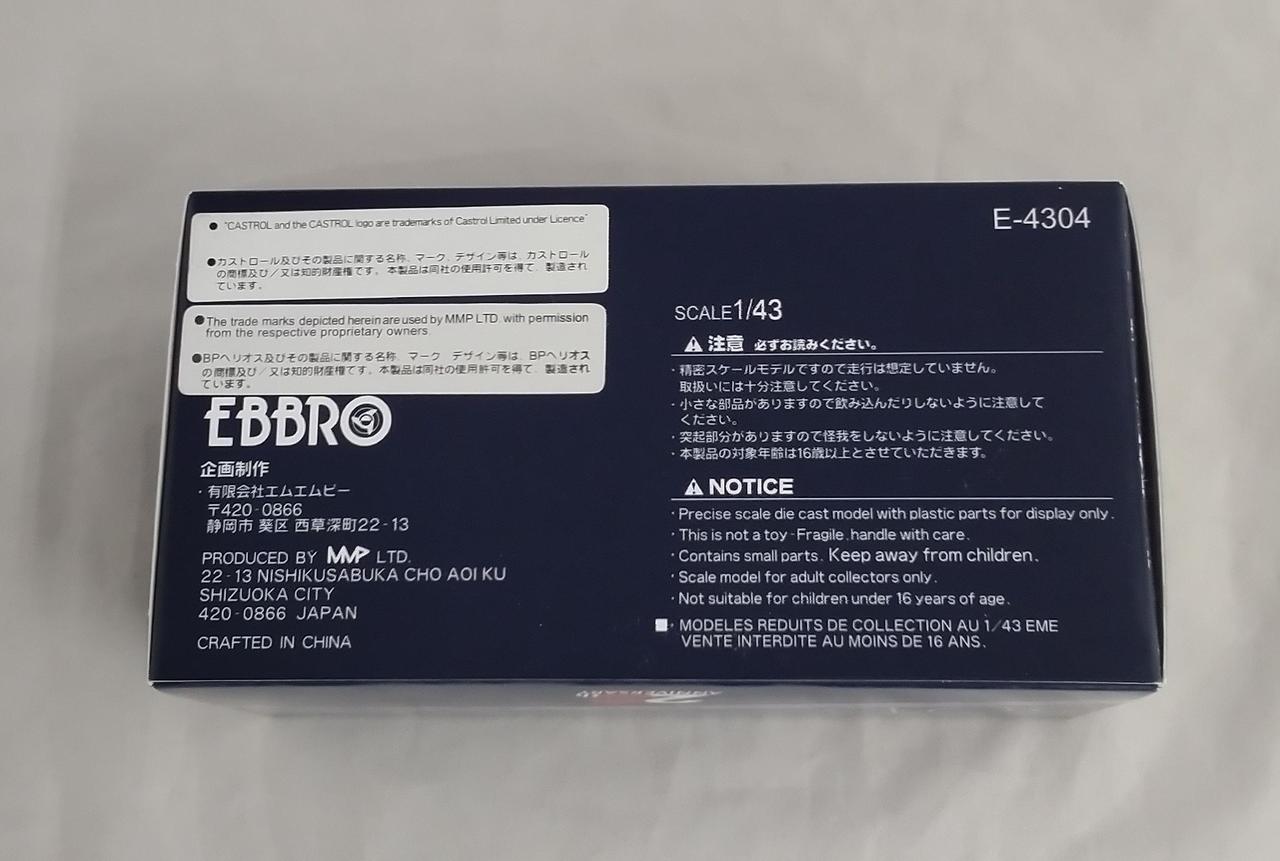 ● "CASTROL and the CASTROL logo are trademarks of Castrol Limited under Licence"
●カストロール及びその製品に関する名称、マーク、デザイン等は、カストロール
の商標及び／又は知的財産権です。本製品は同社の使用許可を得て、製造され
ています。
●The trade marks depicted herein are used by MMP LTD. with permission
from the respective proprietary owners.
●BPヘリオス及びその製品に関する名称、マーク　デザイン等は、BPヘリオス
の商標及び／又は知的財産権です。本製品は同社の使用許可を得て、製造され
ています。
EBBRO
企画制作
・有限会社エムエムピー
〒420-0866
静岡市 葵区 西草深町22-13
PRODUCED BY MMP LTD.
22-13 NISHIKUSABUKA CHO AOI KU
SHIZUOKA CITY
420-0866 JAPAN
CRAFTED IN CHINA
E-4304
SCALE1/43
⚠ 注意 必ずお読みください。
・精密スケールモデルですので走行は想定していません。
取扱いには十分注意してください。
・小さな部品がありますので飲み込んだりしないように注意して
ください。
・突起部分がありますので怪我をしないように注意してください。
・本製品の対象年齢は16歳以上とさせていただきます。
⚠ NOTICE
・Precise scale die cast model with plastic parts for display only.
・This is not a toy-Fragile.handle with care.
・Contains small parts. Keep away from children.
・Scale model for adult collectors only.
・Not suitable for children under 16 years of age.
■・MODELES REDUITS DE COLLECTION AU 1/43 EME
VENTE INTERDITE AU MOINS DE 16 ANS.
ANNIVERSARY